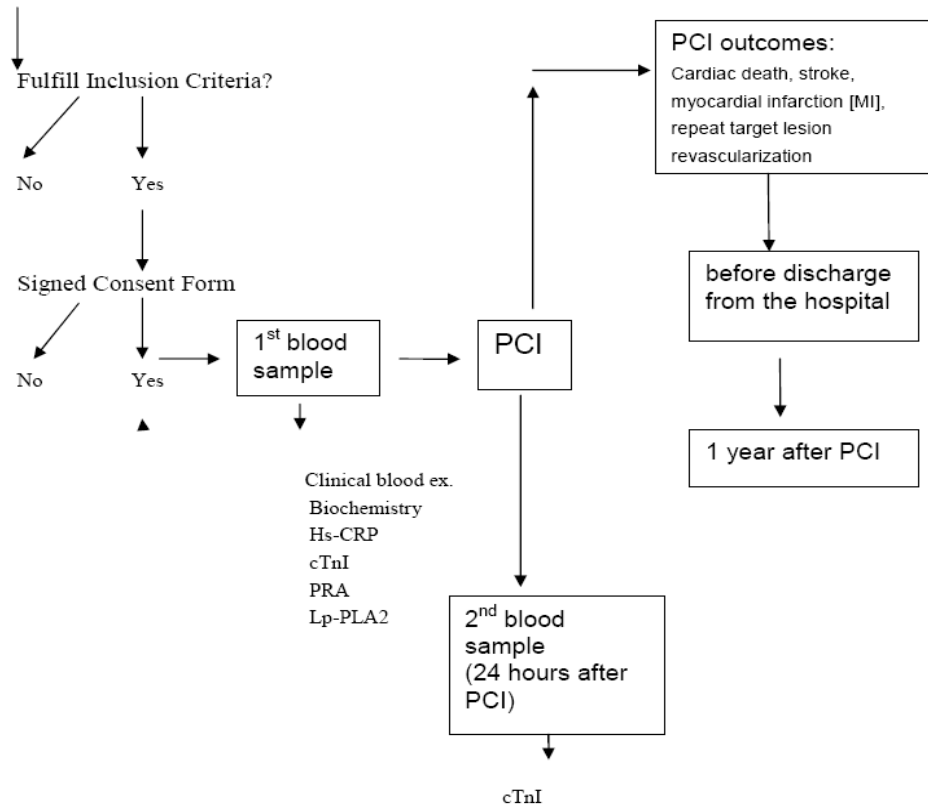 Fulfill Inclusion Criteria?
No
Yes
Signed Consent Form
No
Yes
1st blood
sample
Clinical blood ex.
Biochemistry
Hs-CRP
cTnI
PRA
Lp-PLA2
PCI
2nd blood
sample
(24 hours after
PCI)
cTnI
PCI outcomes:
Cardiac death, stroke,
myocardial infarction [MI],
repeat target lesion
revascularization
before discharge
from the hospital
1 year after PCI